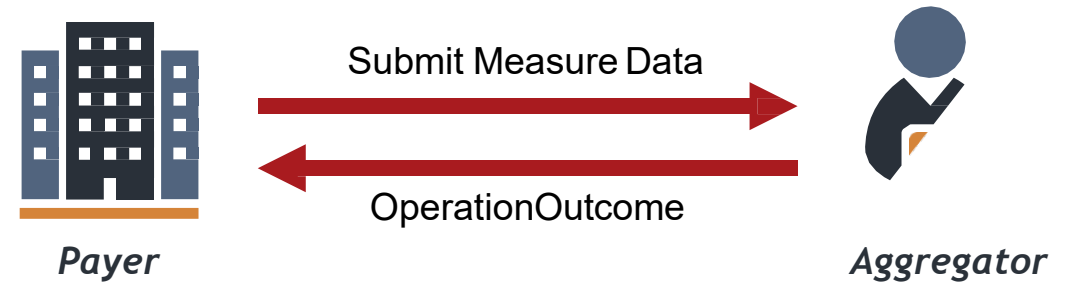 Submit Measure Data
OperationOutcome
Payer
Aggregator